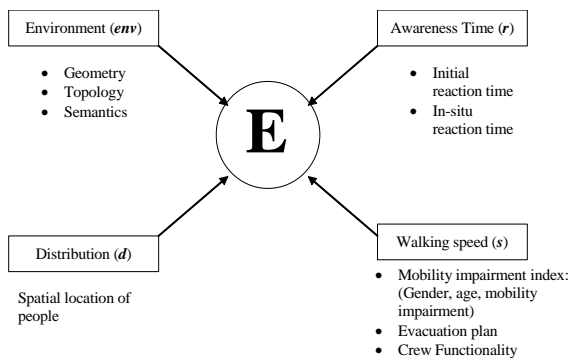 Environment (env)
• Geometry
• Topology
• Semantics
Awareness Time (r)
• Initial
reaction time
• In-situ
reaction time
E
Distribution (d)
Spatial location of
people
Walking speed (s)
• Mobility impairment index:
(Gender, age, mobility
impairment)
• Evacuation plan
• Crew Functionality